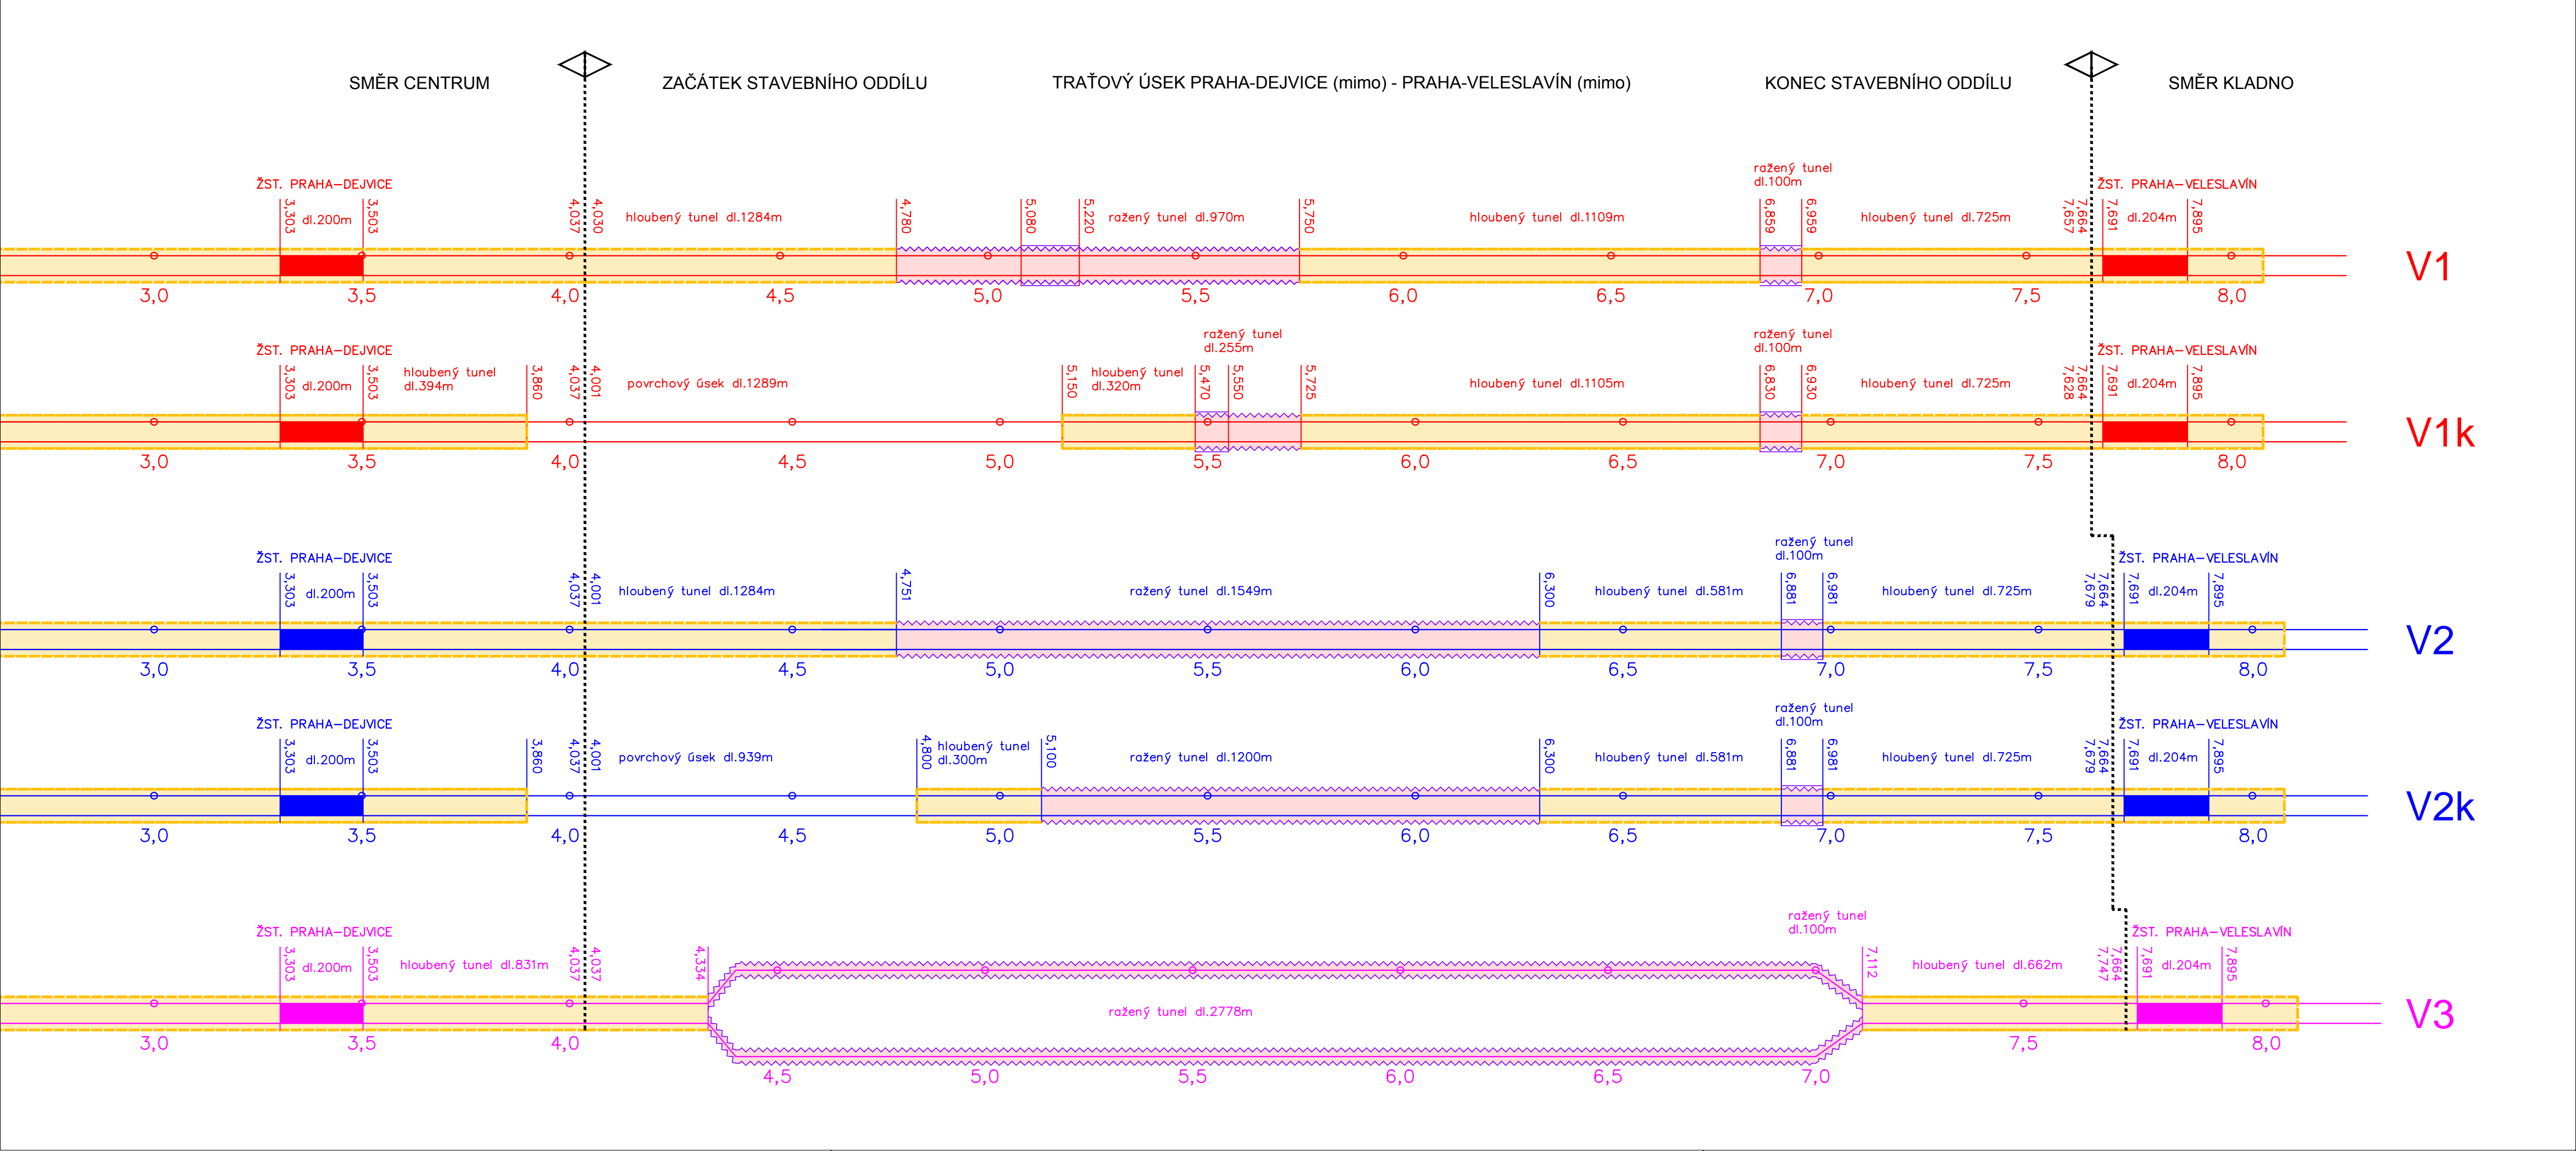 SMĚR CENTRUM
ZAČÁTEK STAVEBNÍHO ODDÍLU
TRAŤOVÝ ÚSEK PRAHA-DEJVICE (mimo) - PRAHA-VELESLAVÍN (mimo)
KONEC STAVEBNÍHO ODDÍLU
SMĚR KLADNO
ŽST. PRAHA–DEJVICE
3,303
dl.200m
3,503
4,037
4,030
hloubený tunel dl.1284m
4,780
5,080
5,220
ražený tunel dl.970m
5,750
hloubený tunel dl.1109m
ražený tunel
dl.100m
6,859
6,959
hloubený tunel dl.725m
7,657
7,664
ŽST. PRAHA–VELESLAVÍN
7,691
dl.204m
7,895
V1
3,0 3,5 4,0 4,5 5,0 5,5 6,0 6,5 7,0 7,5 8,0
ŽST. PRAHA–DEJVICE
3,303
dl.200m
3,503
hloubený tunel
dl.394m
3,860
4,037
4,001
povrchový úsek dl.1289m
5,150
hloubený tunel
dl.320m
ražený tunel
dl.255m
5,470
5,550
5,725
hloubený tunel dl.1105m
ražený tunel
dl.100m
6,830
6,930
hloubený tunel dl.725m
7,628
7,664
ŽST. PRAHA–VELESLAVÍN
7,691
dl.204m
7,895
V1k
3,0 3,5 4,0 4,5 5,0 5,5 6,0 6,5 7,0 7,5 8,0
ŽST. PRAHA–DEJVICE
3,303
dl.200m
3,503
4,037
4,001
hloubený tunel dl.1284m
4,751
ražený tunel dl.1549m
6,300
hloubený tunel dl.581m
ražený tunel
dl.100m
6,881
6,981
hloubený tunel dl.725m
7,679
7,664
ŽST. PRAHA–VELESLAVÍN
7,691
dl.204m
7,895
V2
3,0 3,5 4,0 4,5 5,0 5,5 6,0 6,5 7,0 7,5 8,0
ŽST. PRAHA–DEJVICE
3,303
dl.200m
3,503
3,860
4,037
4,001
povrchový úsek dl.939m
4,800
hloubený tunel
dl.300m
5,100
ražený tunel dl.1200m
6,300
hloubený tunel dl.581m
ražený tunel
dl.100m
6,881
6,981
hloubený tunel dl.725m
7,679
7,664
ŽST. PRAHA–VELESLAVÍN
7,691
dl.204m
7,895
V2k
3,0 3,5 4,0 4,5 5,0 5,5 6,0 6,5 7,0 7,5 8,0
ŽST. PRAHA–DEJVICE
3,303
dl.200m
3,503
hloubený tunel dl.831m
4,037
4,037
4,334
ražený tunel dl.2778m
ražený tunel
dl.100m
7,112
hloubený tunel dl.662m
7,747
7,664
ŽST. PRAHA–VELESLAVÍN
7,691
dl.204m
7,895
V3
3,0 3,5 4,0 7,5 8,0
4,5 5,0 5,5 6,0 6,5 7,0